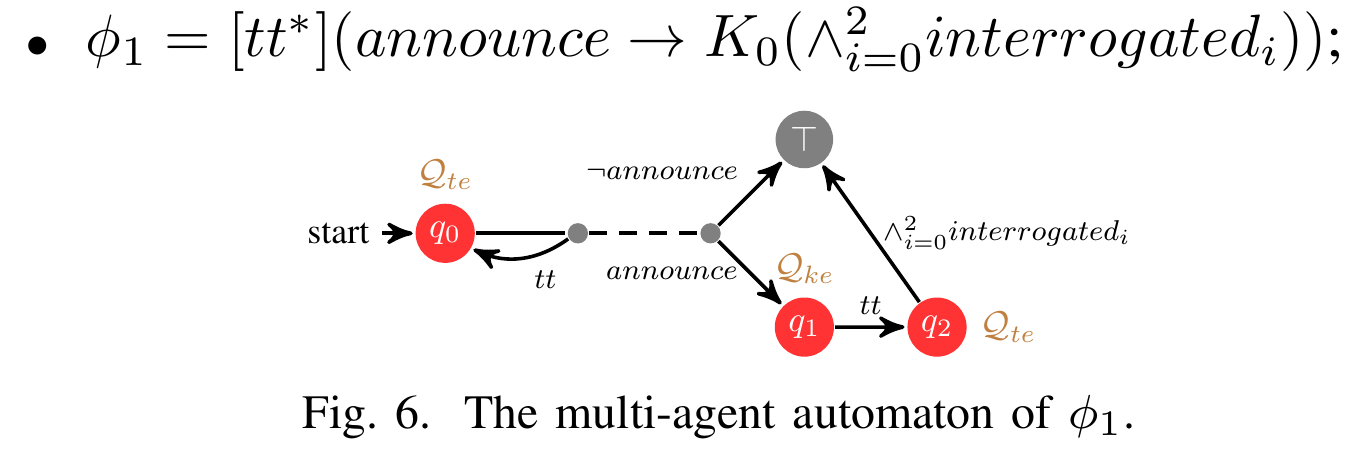 • ϕ₁ = [tt*](announce → K₀(∧²ᵢ₌₀interrogatedᵢ));
⊤
¬announce
𝒬ₜₑ
start q₀
∧²ᵢ₌₀interrogatedᵢ
tt
announce
𝒬ₖₑ
q₁ tt q₂ 𝒬ₜₑ
Fig. 6. The multi-agent automaton of ϕ₁.